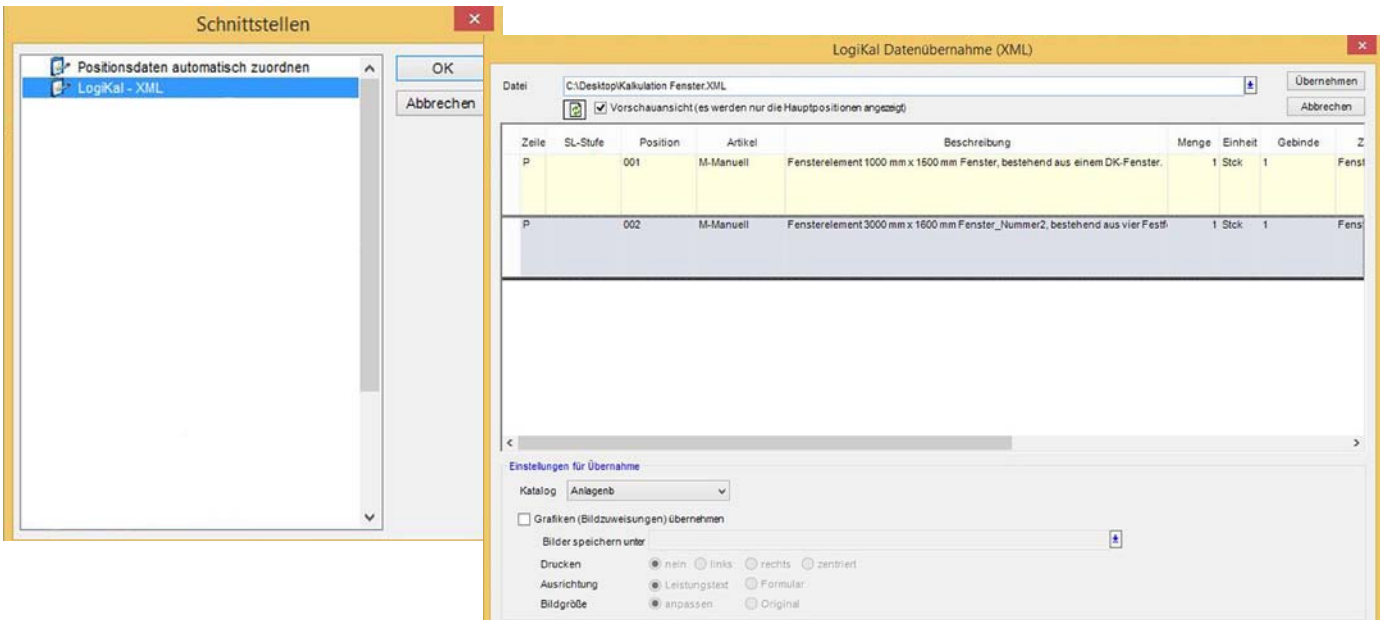 Schnittstellen
Positionsdaten automatisch zuordnen
LogiKal - XML
OK
Abbrechen
LogiKal Datenübernahme (XML)
Datei C:\Desktop\Kalkulation Fenster.XML Übernehmen
Vorschauansicht (es werden nur die Hauptpositionen angezeigt) Abbrechen
Zeile SL-Stufe Position Artikel Beschreibung Menge Einheit Gebinde Z
P 001 M-Manuell Fensterelement 1000 mm x 1500 mm Fenster, bestehend aus einem DK-Fenster. 1 Stck 1 Fenst
P 002 M-Manuell Fensterelement 3000 mm x 1600 mm Fenster_Nummer2, bestehend aus vier Festf 1 Stck 1 Fens
Einstellungen für Übernahme
Katalog Anlagenb
Grafiken (Bildzuweisungen) übernehmen
Bilder speichern unter
Drucken nein links rechts zentriert
Ausrichtung Leistungstext Formular
Bildgröße anpassen Original